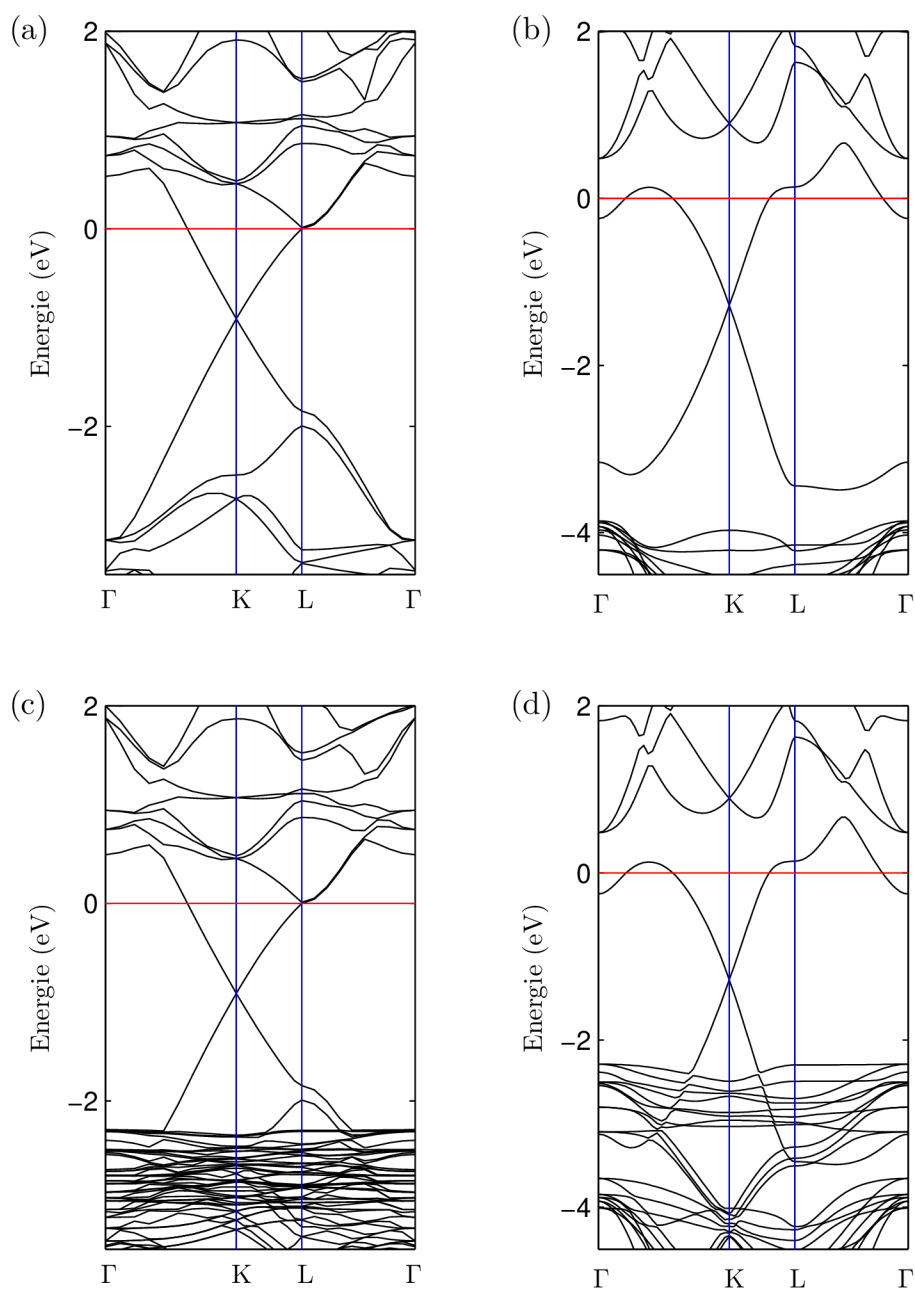 (a)
2
0
−2
Energie (eV)
Γ
K
L
Γ
(b)
2
0
−2
−4
Energie (eV)
Γ
K
L
Γ
(c)
2
0
−2
Energie (eV)
Γ
K
L
Γ
(d)
2
0
−2
−4
Energie (eV)
Γ
K
L
Γ